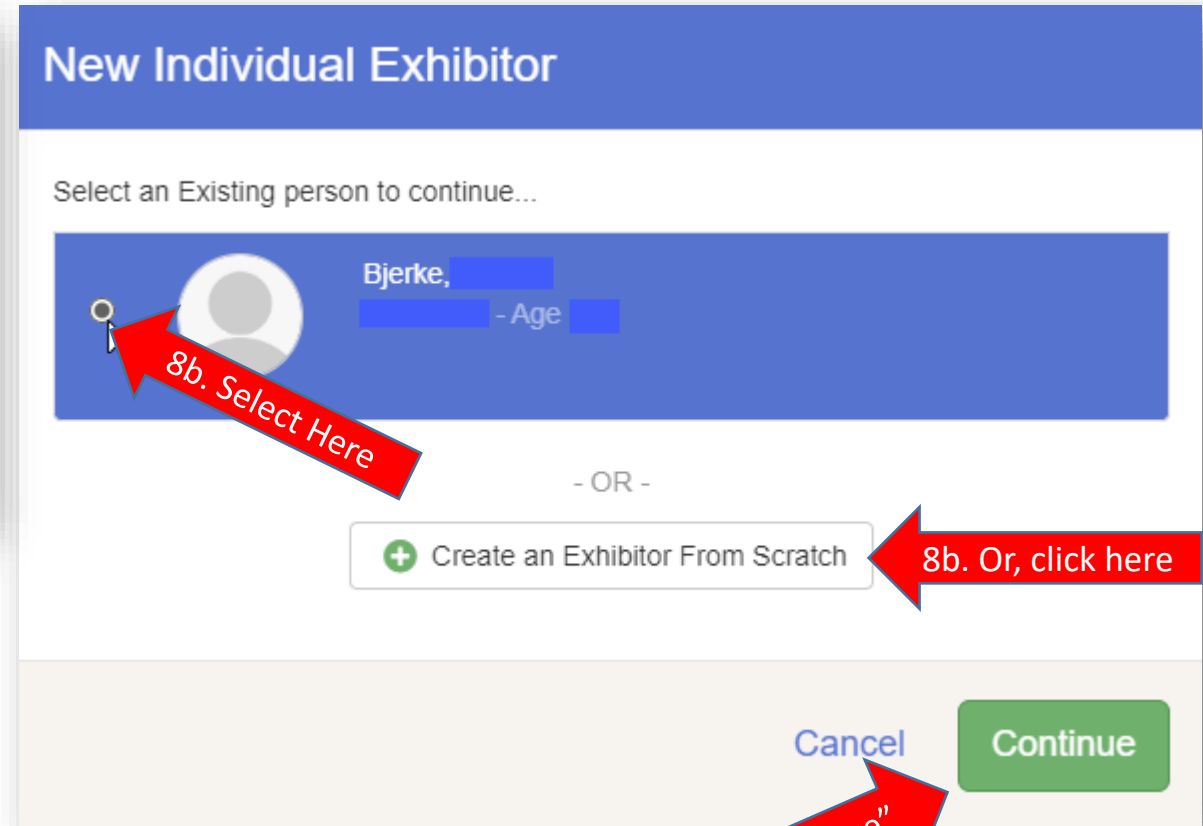 New Individual Exhibitor
Select an Existing person to continue...
Bjerke,
- Age
8b. Select Here
- OR -
Create an Exhibitor From Scratch
8b. Or, click here
Cancel
Continue